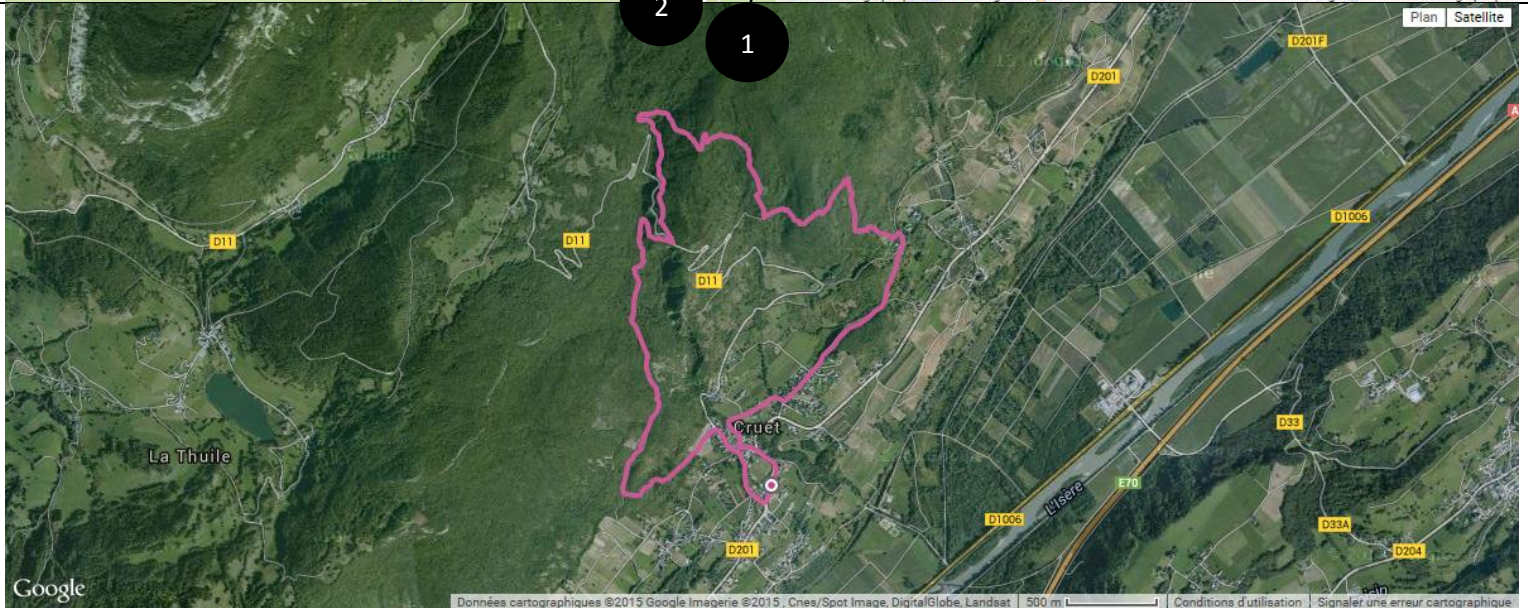 2
1
Plan Satellite
D201F
D201
A
D1006
D11
D11
D11
Cruet
La Thuile
D33
E70
L'Isère
D1006
D33A
D201
D204
Google
Données cartographiques ©2015 Google Imagerie ©2015 , Cnes/Spot Image, DigitalGlobe, Landsat
500 m
Conditions d'utilisation
Signaler une erreur cartographique